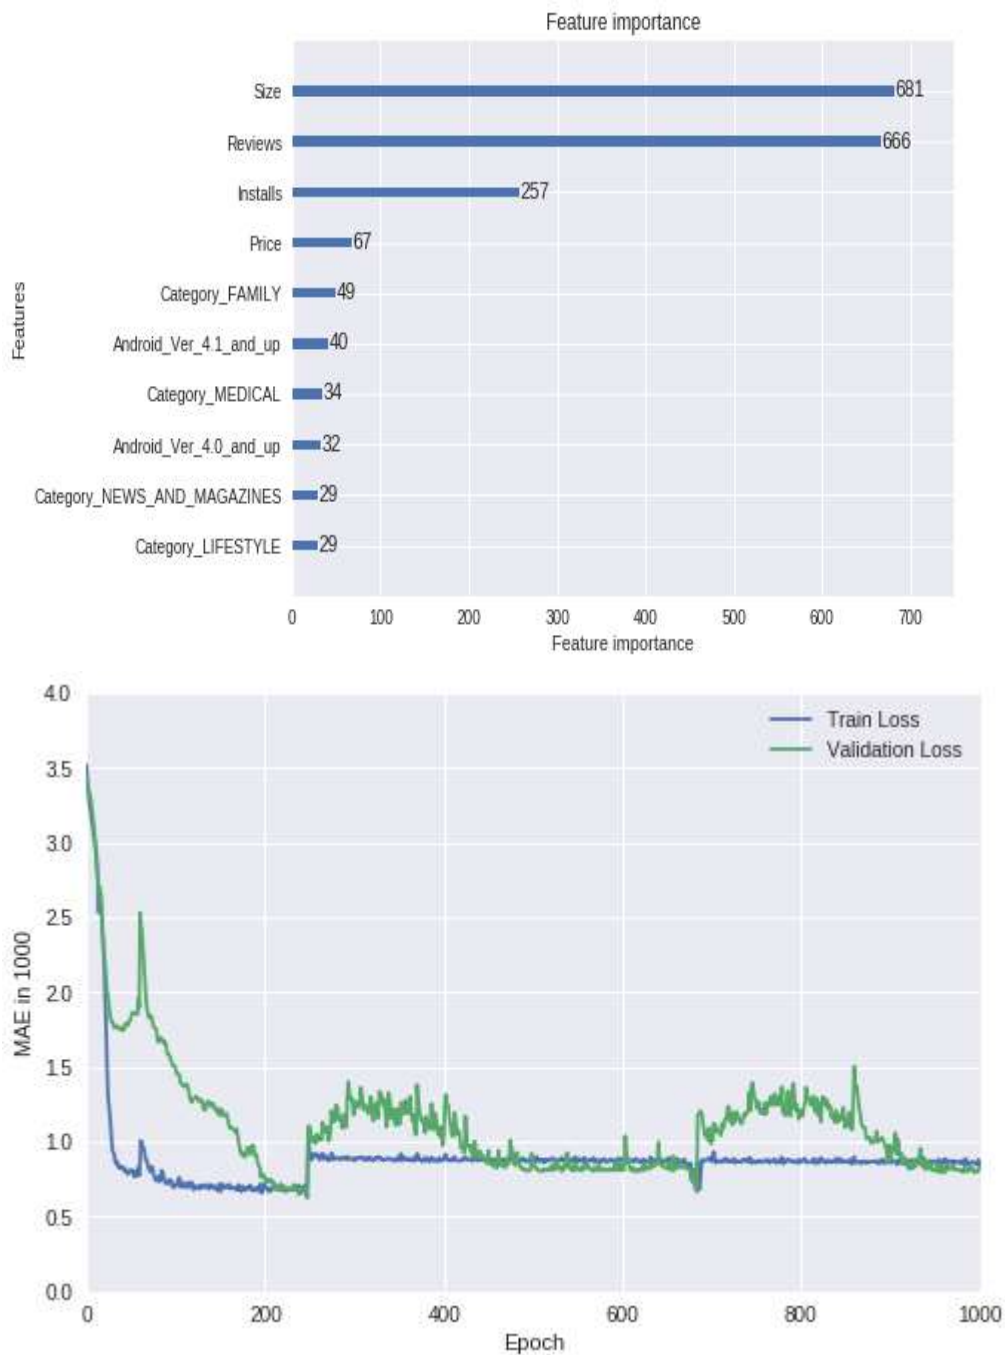 Feature importance
Features
Size 681
Reviews 666
Installs 257
Price 67
Category_FAMILY 49
Android_Ver_4.1_and_up 40
Category_MEDICAL 34
Android_Ver_4.0_and_up 32
Category_NEWS_AND_MAGAZINES 29
Category_LIFESTYLE 29
0 100 200 300 400 500 600 700
Feature importance
4.0
3.5
3.0
2.5
2.0
1.5
1.0
0.5
0.0
MAE in 1000
Train Loss
Validation Loss
0 200 400 600 800 1000
Epoch